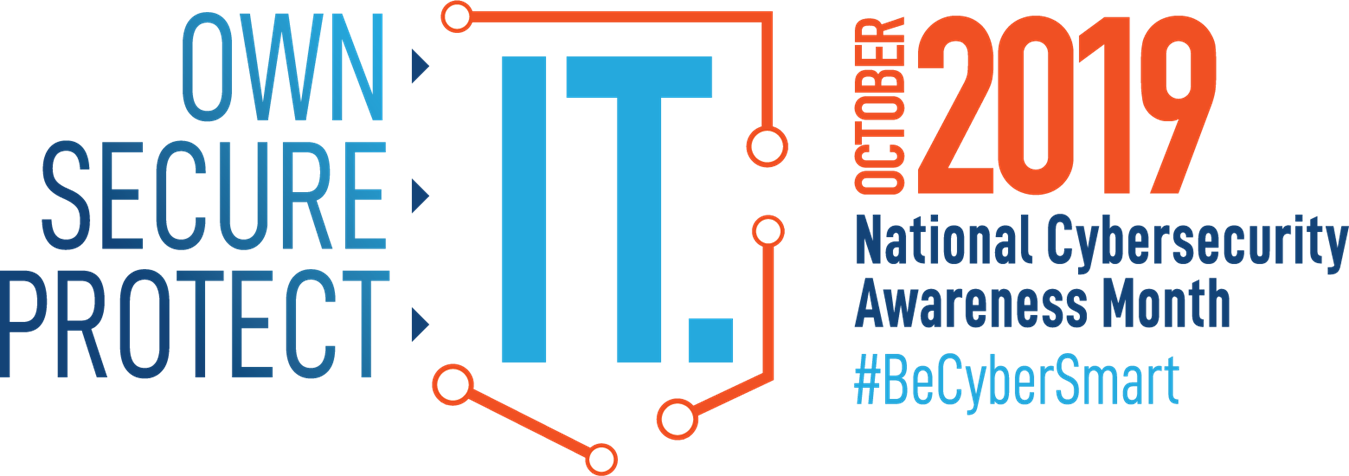 OWN
SECURE
PROTECT
IT.
OCTOBER
2019
National Cybersecurity
Awareness Month
#BeCyberSmart